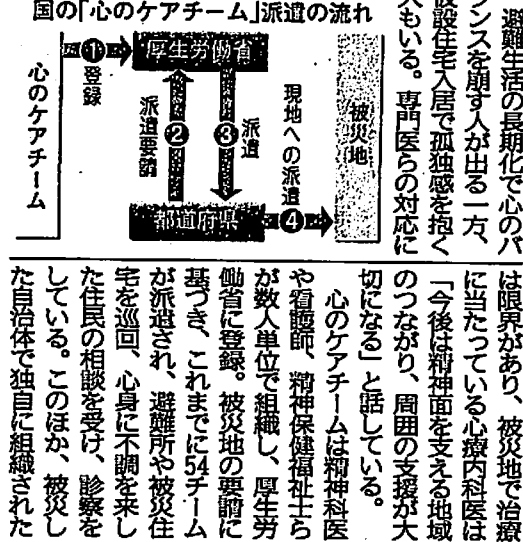 国の「心のケアチーム」派遣の流れ
心のケアチーム
①
登録
厚生労働省
②
派遣要請
③
派遣
都道府県
④
現地への派遣
被災地
避難生活の長期化で心のバ
ランスを崩す人が出る一方、
仮設住宅入居で孤独感を抱く
人もいる。専門医らの対応に
は限界があり、被災地で治療
に当たっている心療内科医は
「今後は精神面を支える地域
のつながり、周囲の支援が大
切になる」と話している。
心のケアチームは精神科医
や看護師、精神保健福祉士ら
が数人単位で組織し、厚生労
働省に登録。被災地の要請に
基づき、これまでに54チーム
が派遣され、避難所や被災住
宅を巡回、心身に不調を来し
た住民の相談を受け、診察を
している。このほか、被災し
た自治体で独自に組織された